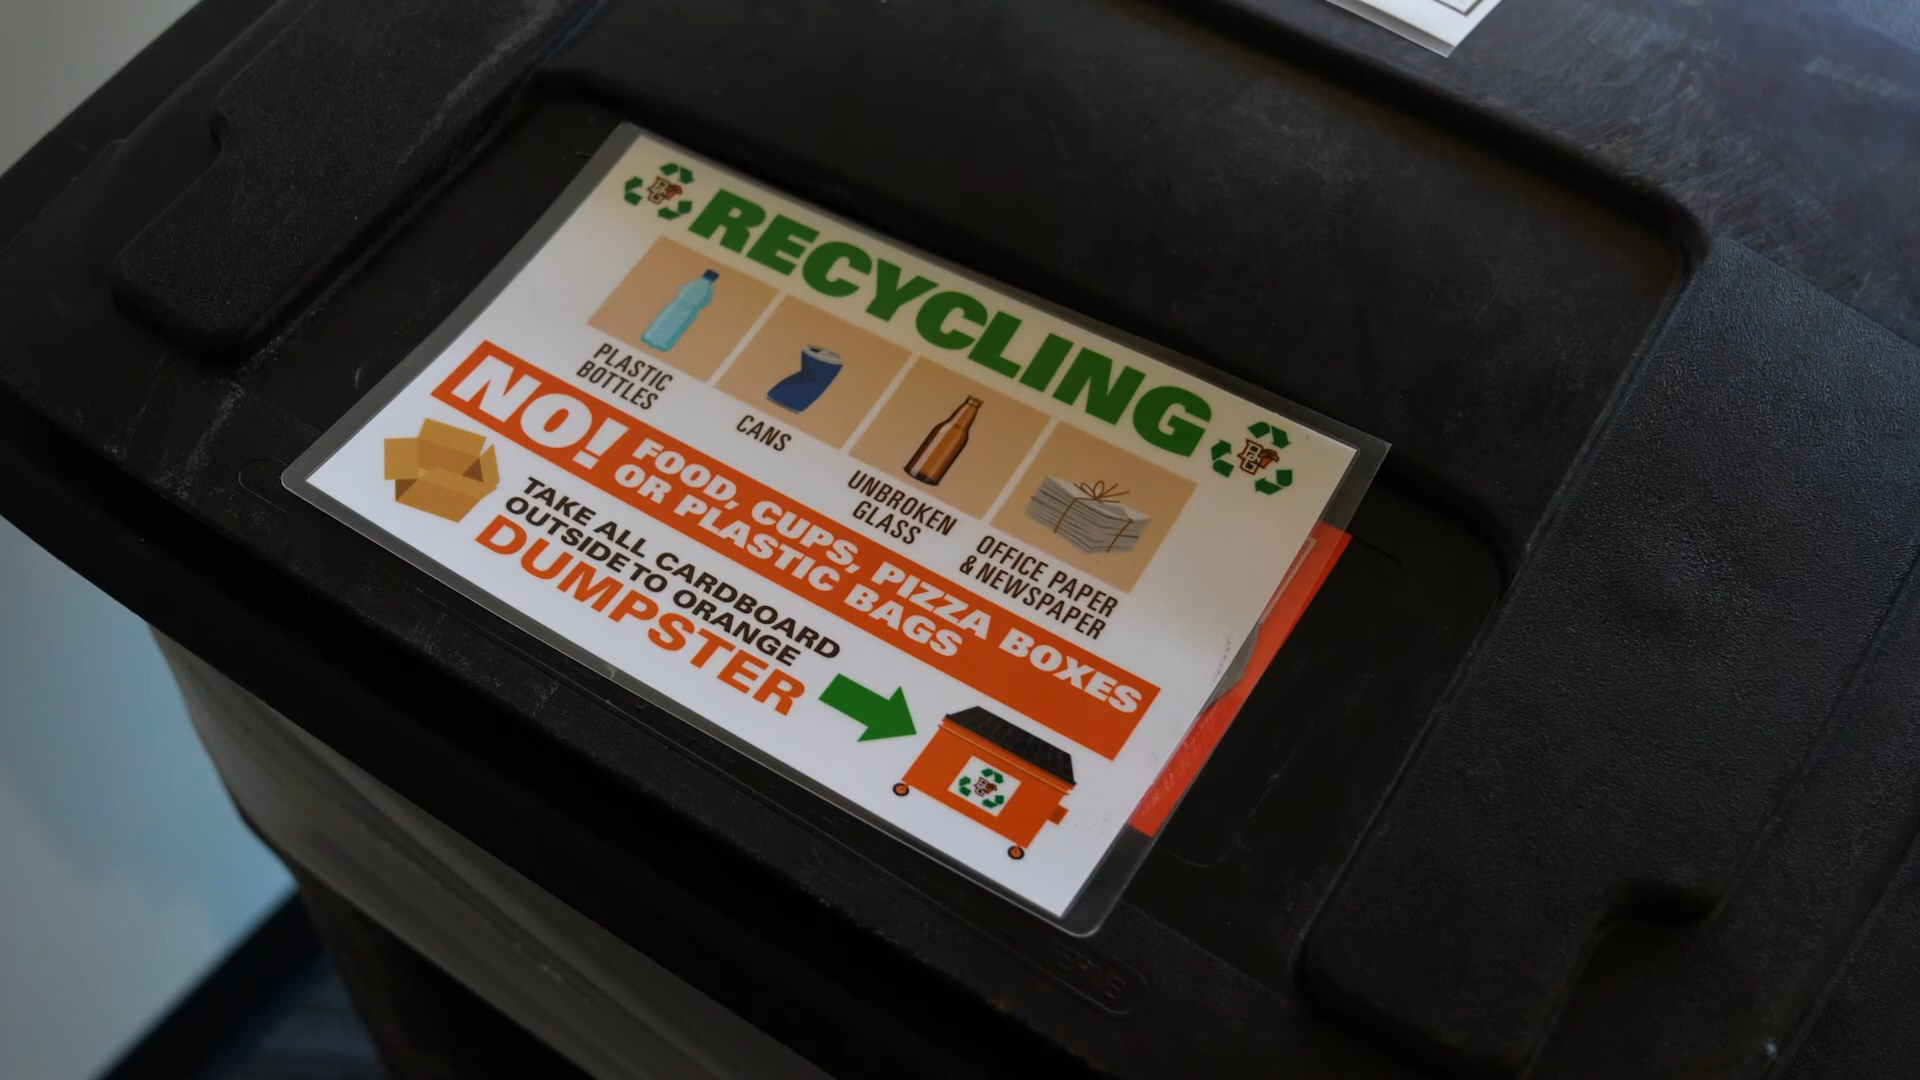 RECYCLING
PLASTIC
BOTTLES
CANS
UNBROKEN
GLASS
OFFICE PAPER
& NEWSPAPER
NO! FOOD, CUPS, PIZZA BOXES
OR PLASTIC BAGS
TAKE ALL CARDBOARD
OUTSIDE TO ORANGE
DUMPSTER